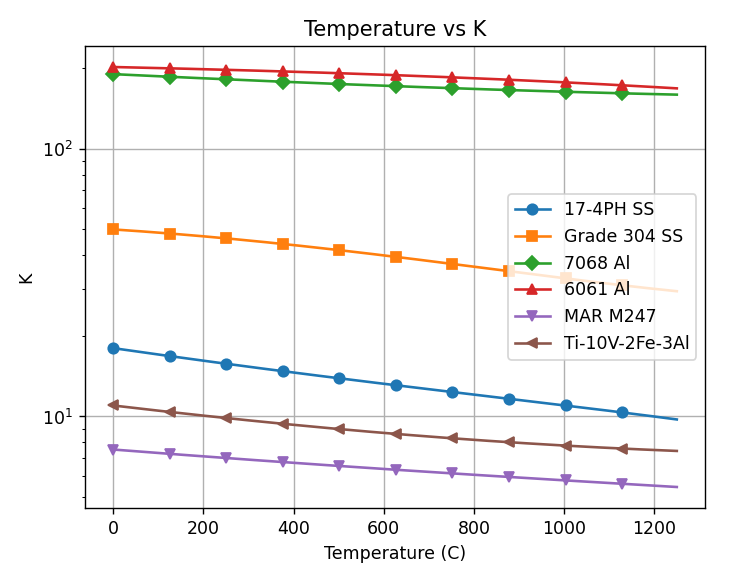 Temperature vs K
K
10²
10¹
0 200 400 600 800 1000 1200
Temperature (C)
17-4PH SS
Grade 304 SS
7068 Al
6061 Al
MAR M247
Ti-10V-2Fe-3Al